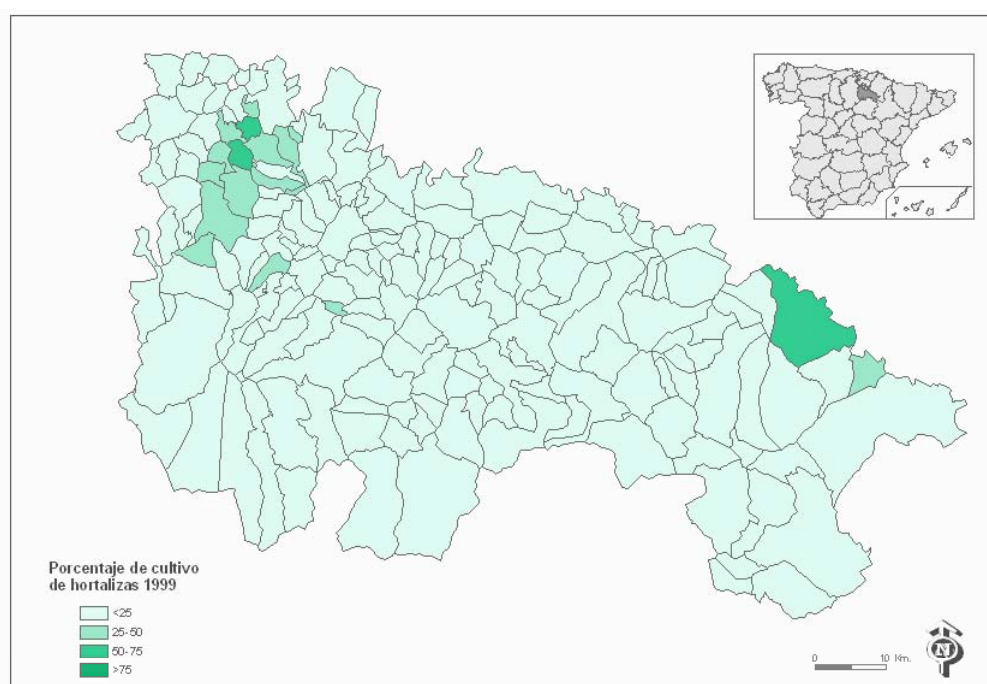 Porcentaje de cultivo
de hortalizas 1999
<25
25-50
50-75
>75
0 10 Km.
N